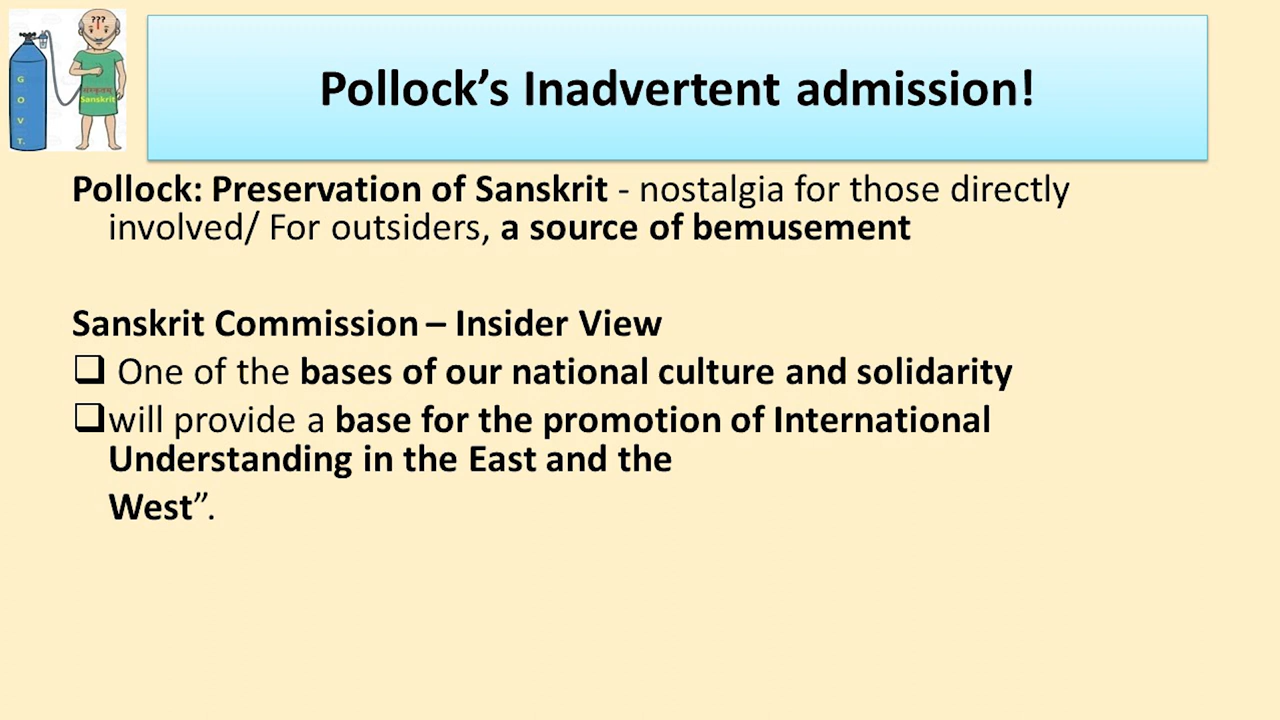 ???
G
O
V
T.
Sanskrit
Pollock’s Inadvertent admission!
Pollock: Preservation of Sanskrit - nostalgia for those directly
involved/ For outsiders, a source of bemusement
Sanskrit Commission – Insider View
❑ One of the bases of our national culture and solidarity
❑will provide a base for the promotion of International
Understanding in the East and the
West”.